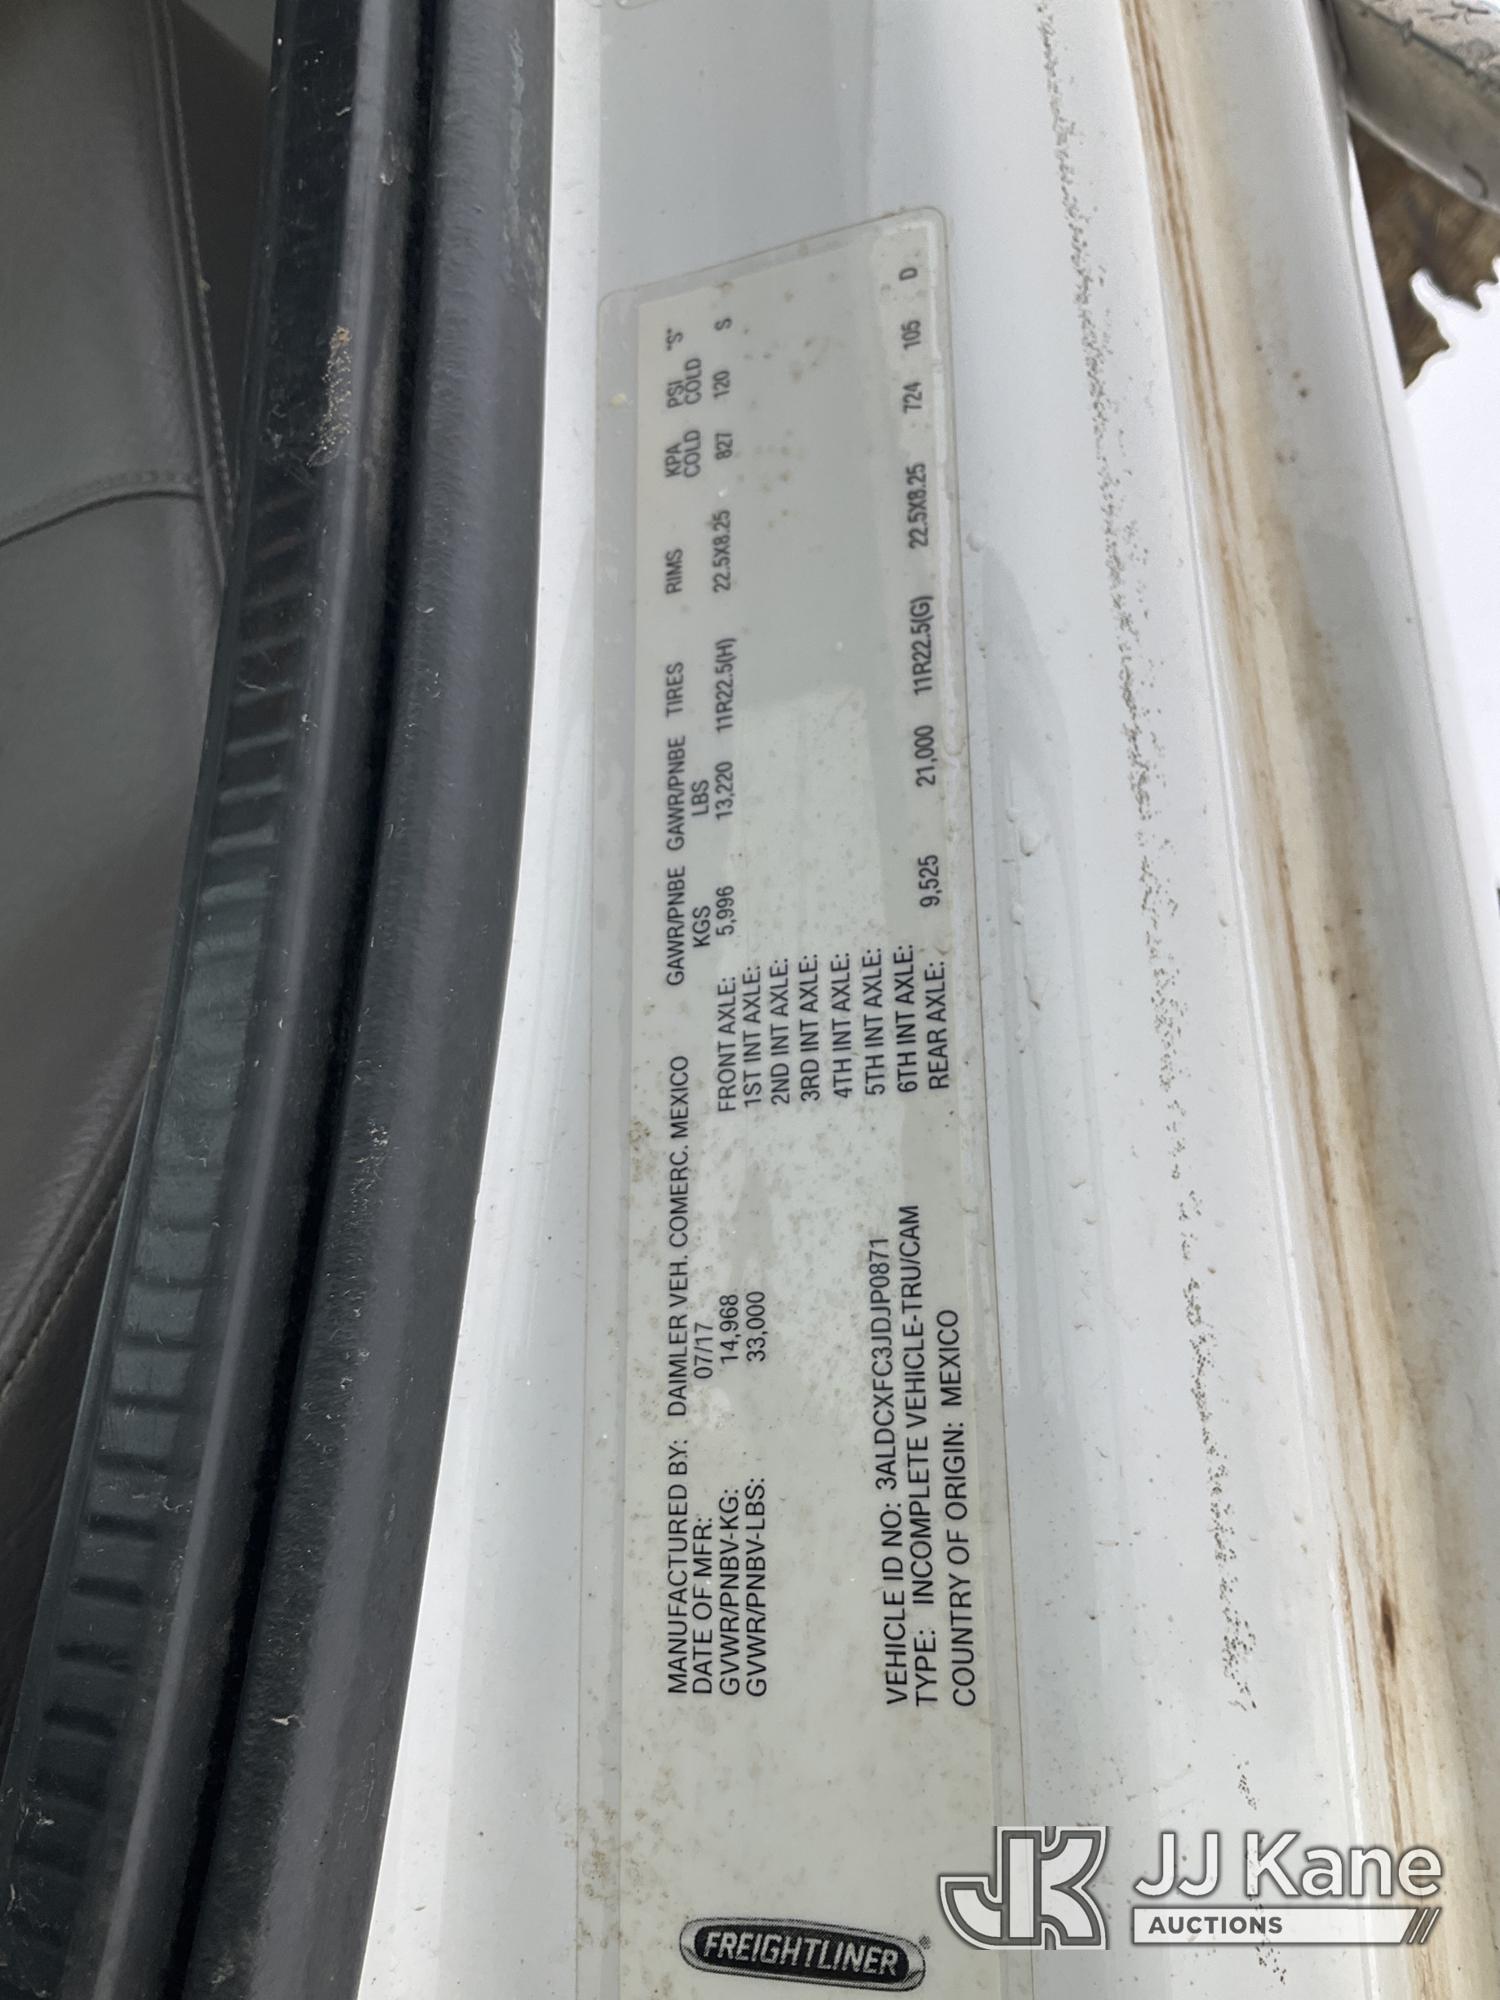 FREIGHTLINER®
MANUFACTURED BY: DAIMLER VEH. COMERC. MEXICO
DATE OF MFR: 07/17
GVWR/PNBV-KG: 14,968
GVWR/PNBV-LBS: 33,000
VEHICLE ID NO: 3ALDCXFC3JDJP0871
TYPE: INCOMPLETE VEHICLE-TRU/CAM
COUNTRY OF ORIGIN: MEXICO
GAWR/PNBE GAWR/PNBE TIRES RIMS KPA PSI "S"
KGS LBS COLD COLD
FRONT AXLE: 5,996 13,220 11R22.5(H) 22.5X8.25 827 120 S
1ST INT AXLE:
2ND INT AXLE:
3RD INT AXLE:
4TH INT AXLE:
5TH INT AXLE:
6TH INT AXLE:
REAR AXLE: 9,525 21,000 11R22.5(G) 22.5X8.25 724 105 D
JK JJ Kane
AUCTIONS